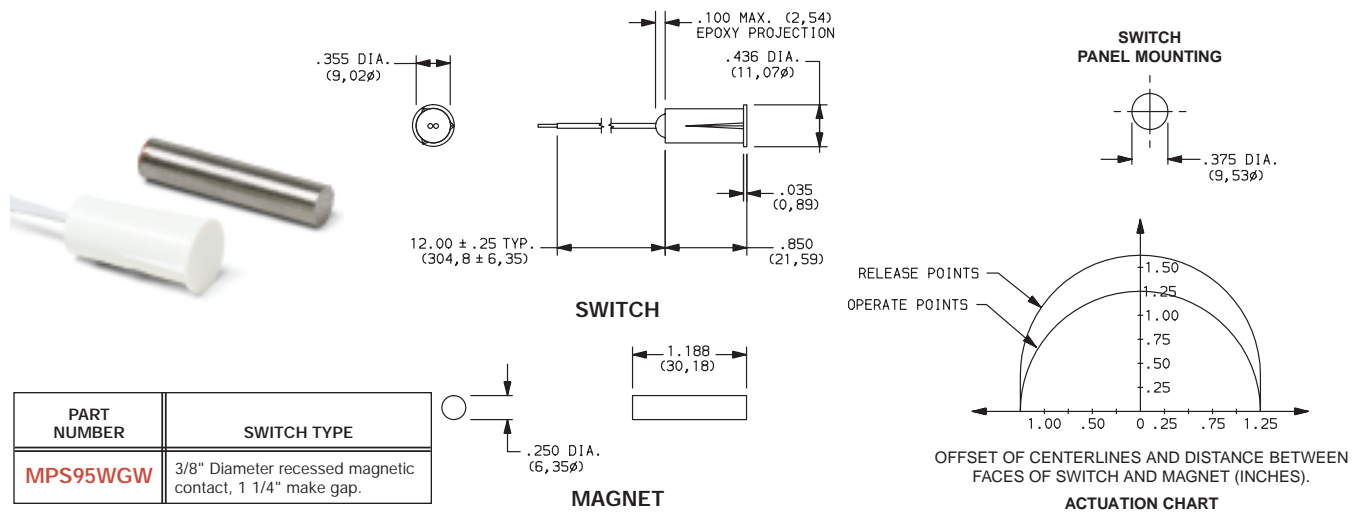 .100 MAX. (2,54)
EPOXY PROJECTION
.355 DIA.
(9,02ø)
.436 DIA.
(11,07ø)
∞
.035
(0,89)
12.00 ± .25 TYP.
(304,8 ± 6,35)
.850
(21,59)
SWITCH
1.188
(30,18)
.250 DIA.
(6,35ø)
MAGNET
PART
NUMBER
SWITCH TYPE
MPS95WGW
3/8" Diameter recessed magnetic
contact, 1 1/4" make gap.
SWITCH
PANEL MOUNTING
.375 DIA.
(9,53ø)
RELEASE POINTS
OPERATE POINTS
1.50
1.25
1.00
.75
.50
.25
1.00 .50 0 .25 .75 1.25
OFFSET OF CENTERLINES AND DISTANCE BETWEEN
FACES OF SWITCH AND MAGNET (INCHES).
ACTUATION CHART